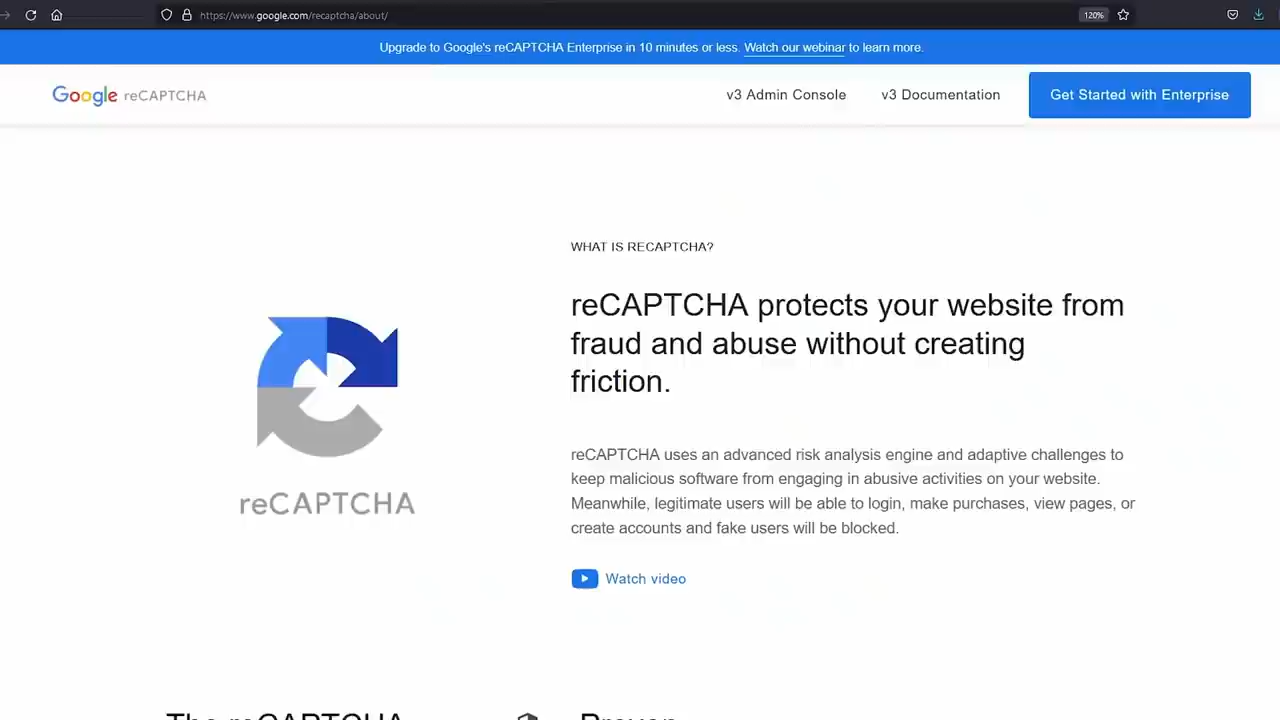 https://www.google.com/recaptcha/about/
120%
Upgrade to Google's reCAPTCHA Enterprise in 10 minutes or less. Watch our webinar to learn more.
Google reCAPTCHA
v3 Admin Console
v3 Documentation
Get Started with Enterprise
WHAT IS RECAPTCHA?
reCAPTCHA protects your website from
fraud and abuse without creating
friction.
reCAPTCHA
reCAPTCHA uses an advanced risk analysis engine and adaptive challenges to
keep malicious software from engaging in abusive activities on your website.
Meanwhile, legitimate users will be able to login, make purchases, view pages, or
create accounts and fake users will be blocked.
Watch video
The reCAPTCHA
Proven